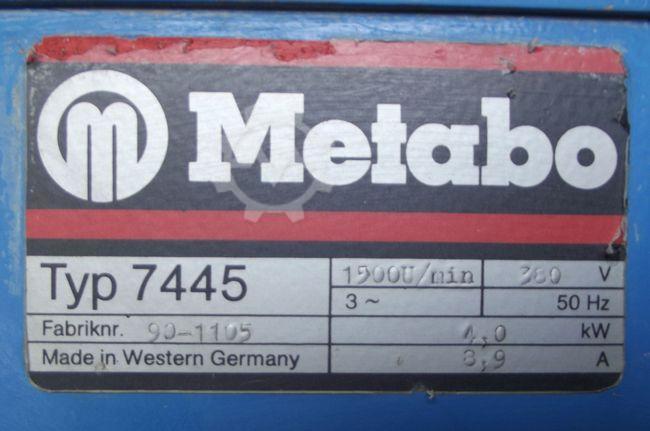 Metabo
Typ 7445
1900U/min 380 V
3 ~ 50 Hz
Fabriknr. 90-1105 4,0 kW
Made in Western Germany 8,9 A